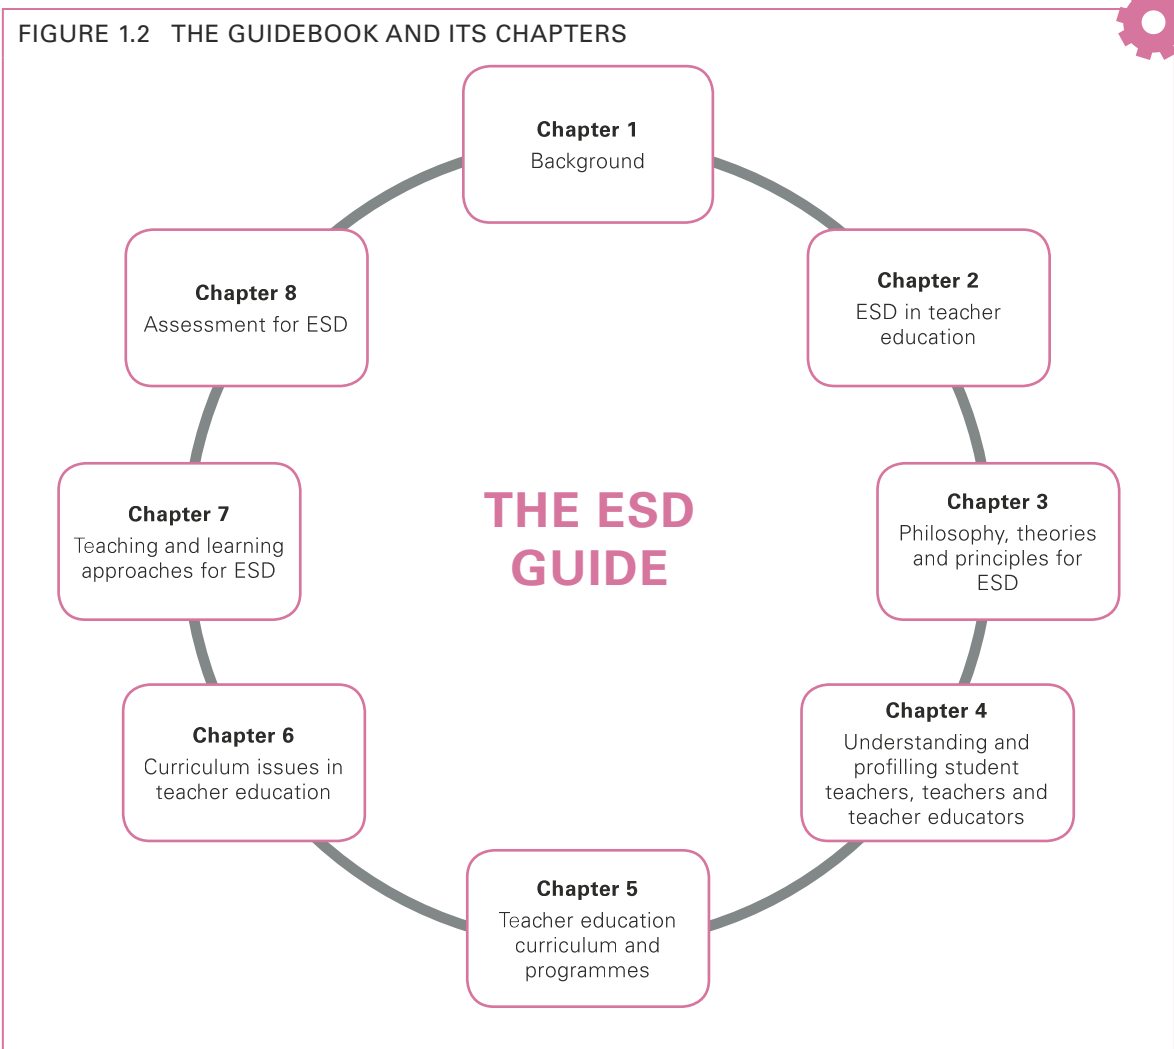 FIGURE 1.2 THE GUIDEBOOK AND ITS CHAPTERS
Chapter 1
Background
Chapter 2
ESD in teacher
education
Chapter 3
Philosophy, theories
and principles for
ESD
Chapter 4
Understanding and
profilling student
teachers, teachers and
teacher educators
Chapter 5
Teacher education
curriculum and
programmes
Chapter 6
Curriculum issues in
teacher education
Chapter 7
Teaching and learning
approaches for ESD
Chapter 8
Assessment for ESD
THE ESD
GUIDE